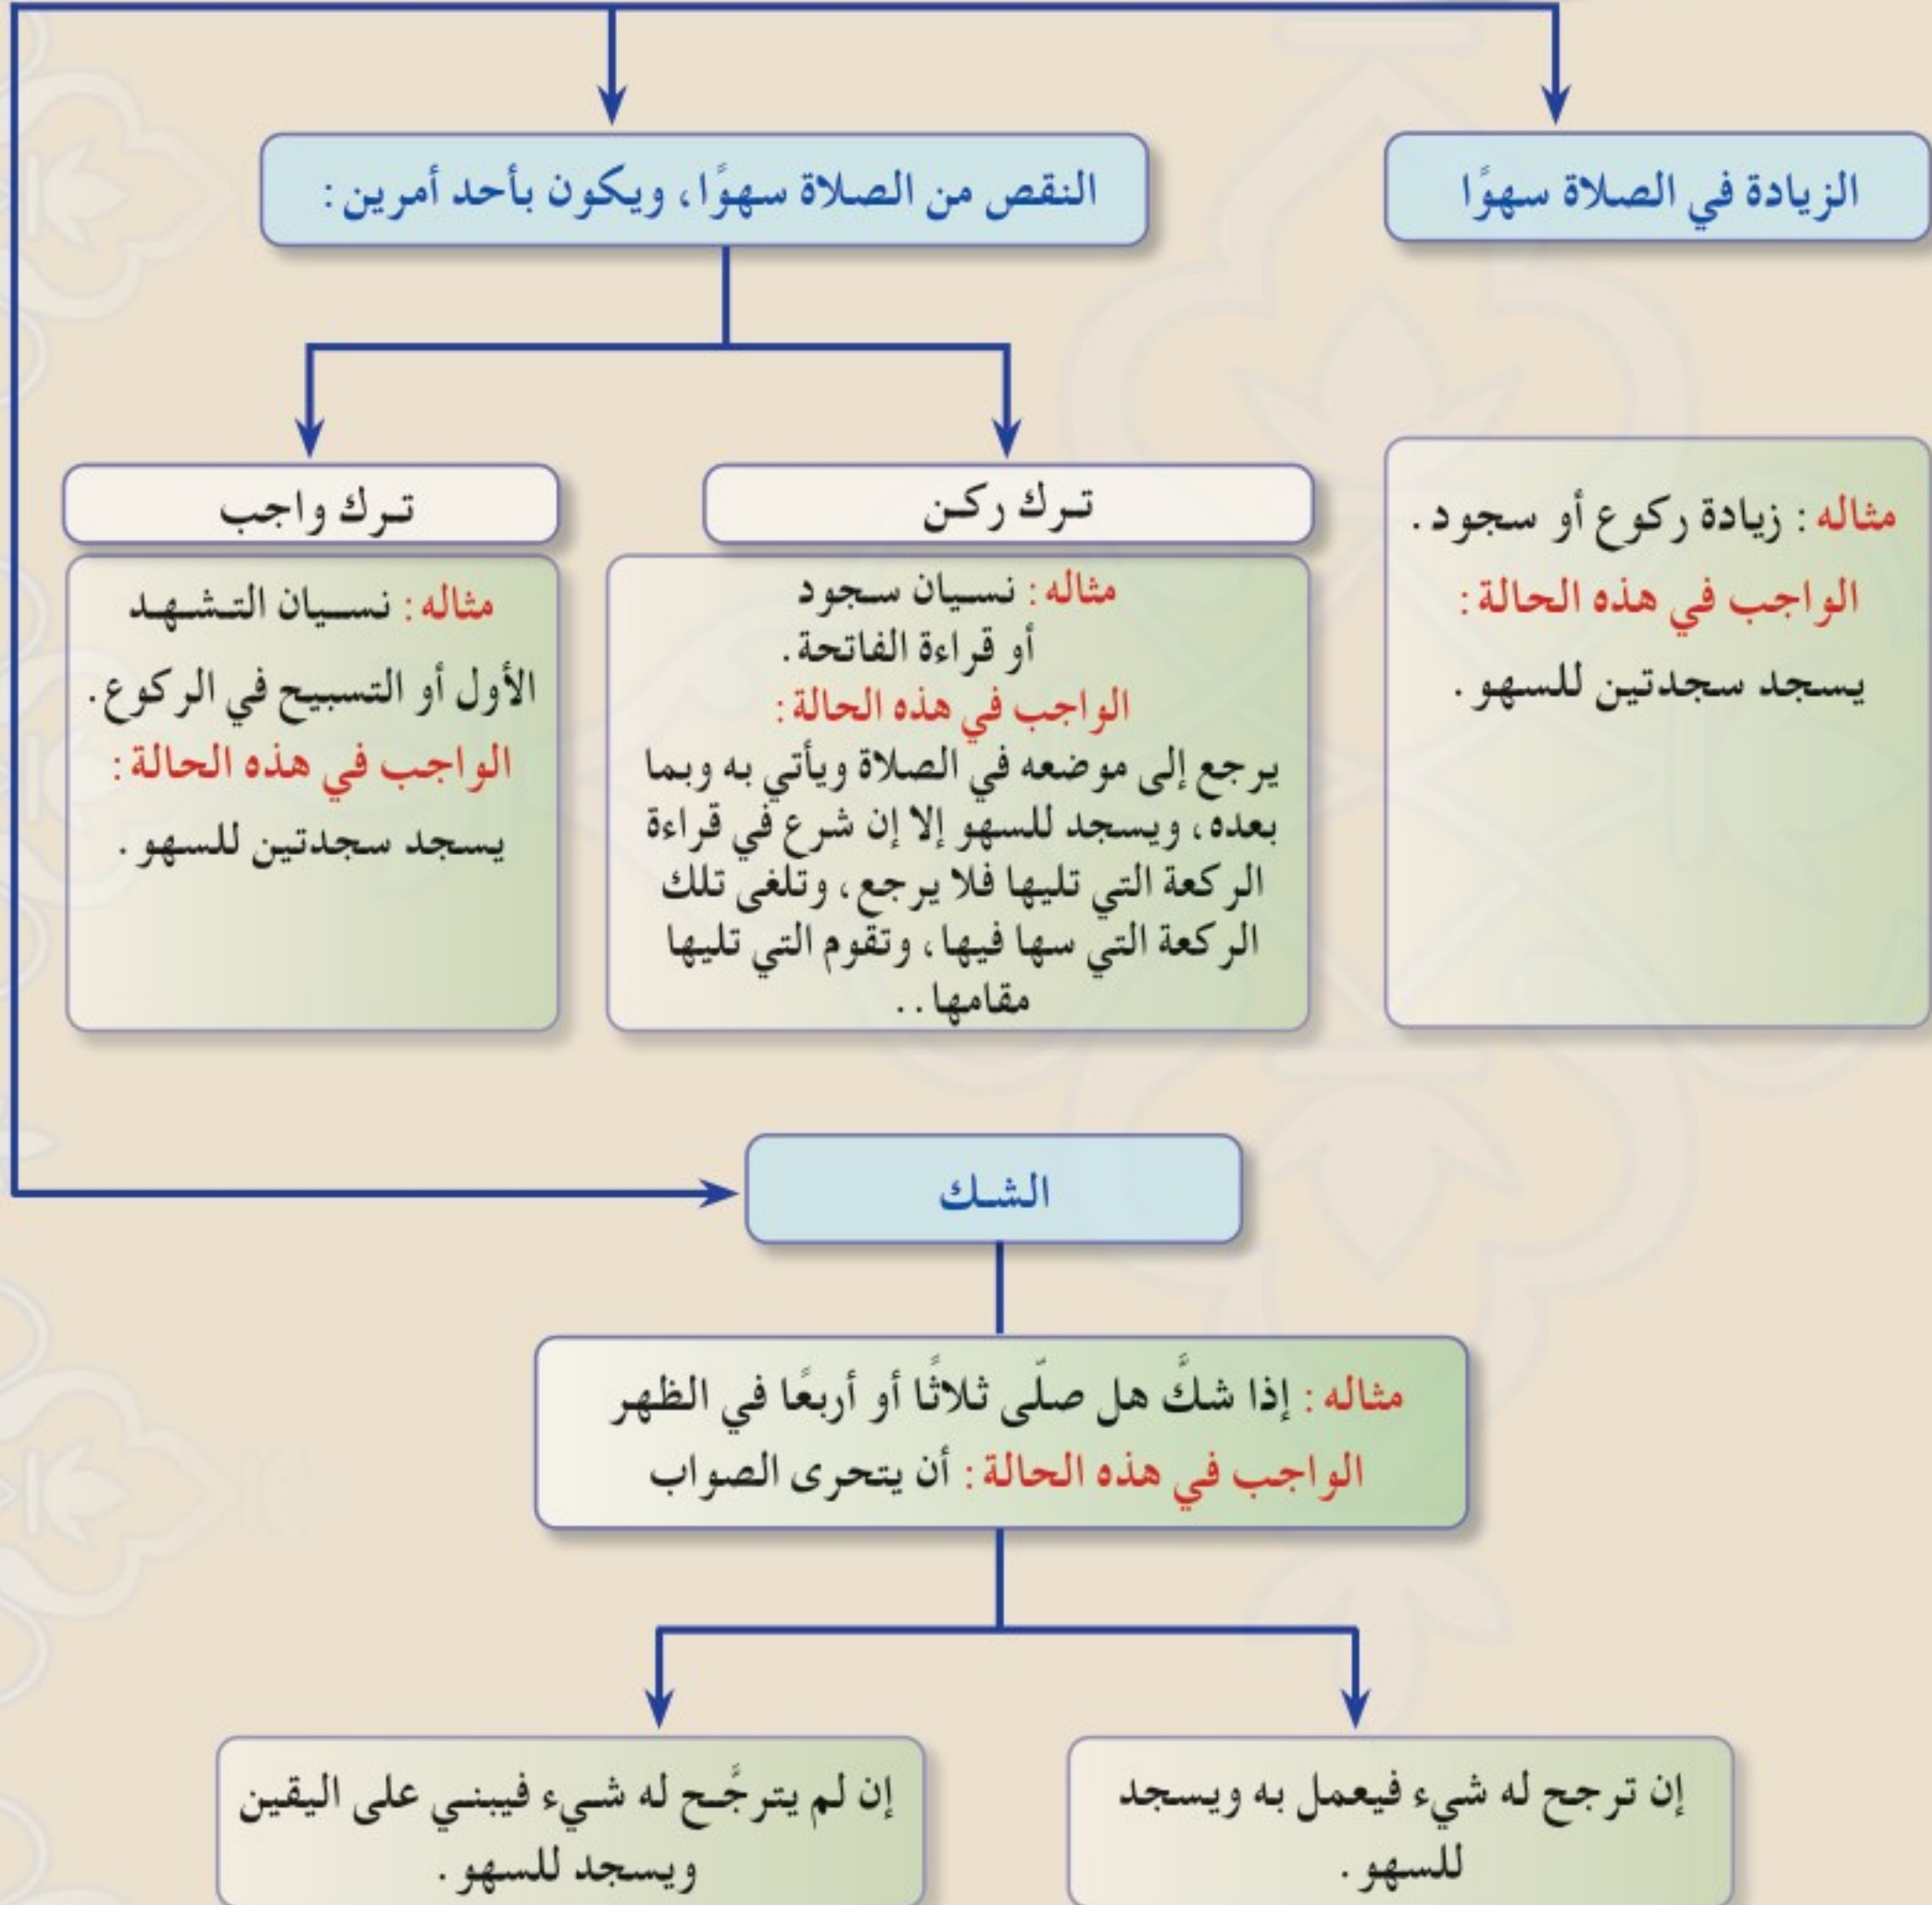 الزيادة في الصلاة سهوًا
النقص من الصلاة سهوًا، ويكون بأحد أمرين:
مثاله: زيادة ركوع أو سجود.
الواجب في هذه الحالة:
يسجد سجدتين للسهو.
ترك ركن
مثاله: نسيان سجود
أو قراءة الفاتحة.
الواجب في هذه الحالة:
يرجع إلى موضعه في الصلاة ويأتي به وبما
بعده، ويسجد للسهو إلا إن شرع في قراءة
الركعة التي تليها فلا يرجع، وتلغى تلك
الركعة التي سها فيها، وتقوم التي تليها
مقامها..
ترك واجب
مثاله: نسيان التشهد
الأول أو التسبيح في الركوع.
الواجب في هذه الحالة:
يسجد سجدتين للسهو.
الشك
مثاله: إذا شكَّ هل صلّى ثلاثًا أو أربعًا في الظهر
الواجب في هذه الحالة: أن يتحرى الصواب
إن ترجح له شيء فيعمل به ويسجد
للسهو.
إن لم يترجَّح له شيء فيبني على اليقين
ويسجد للسهو.